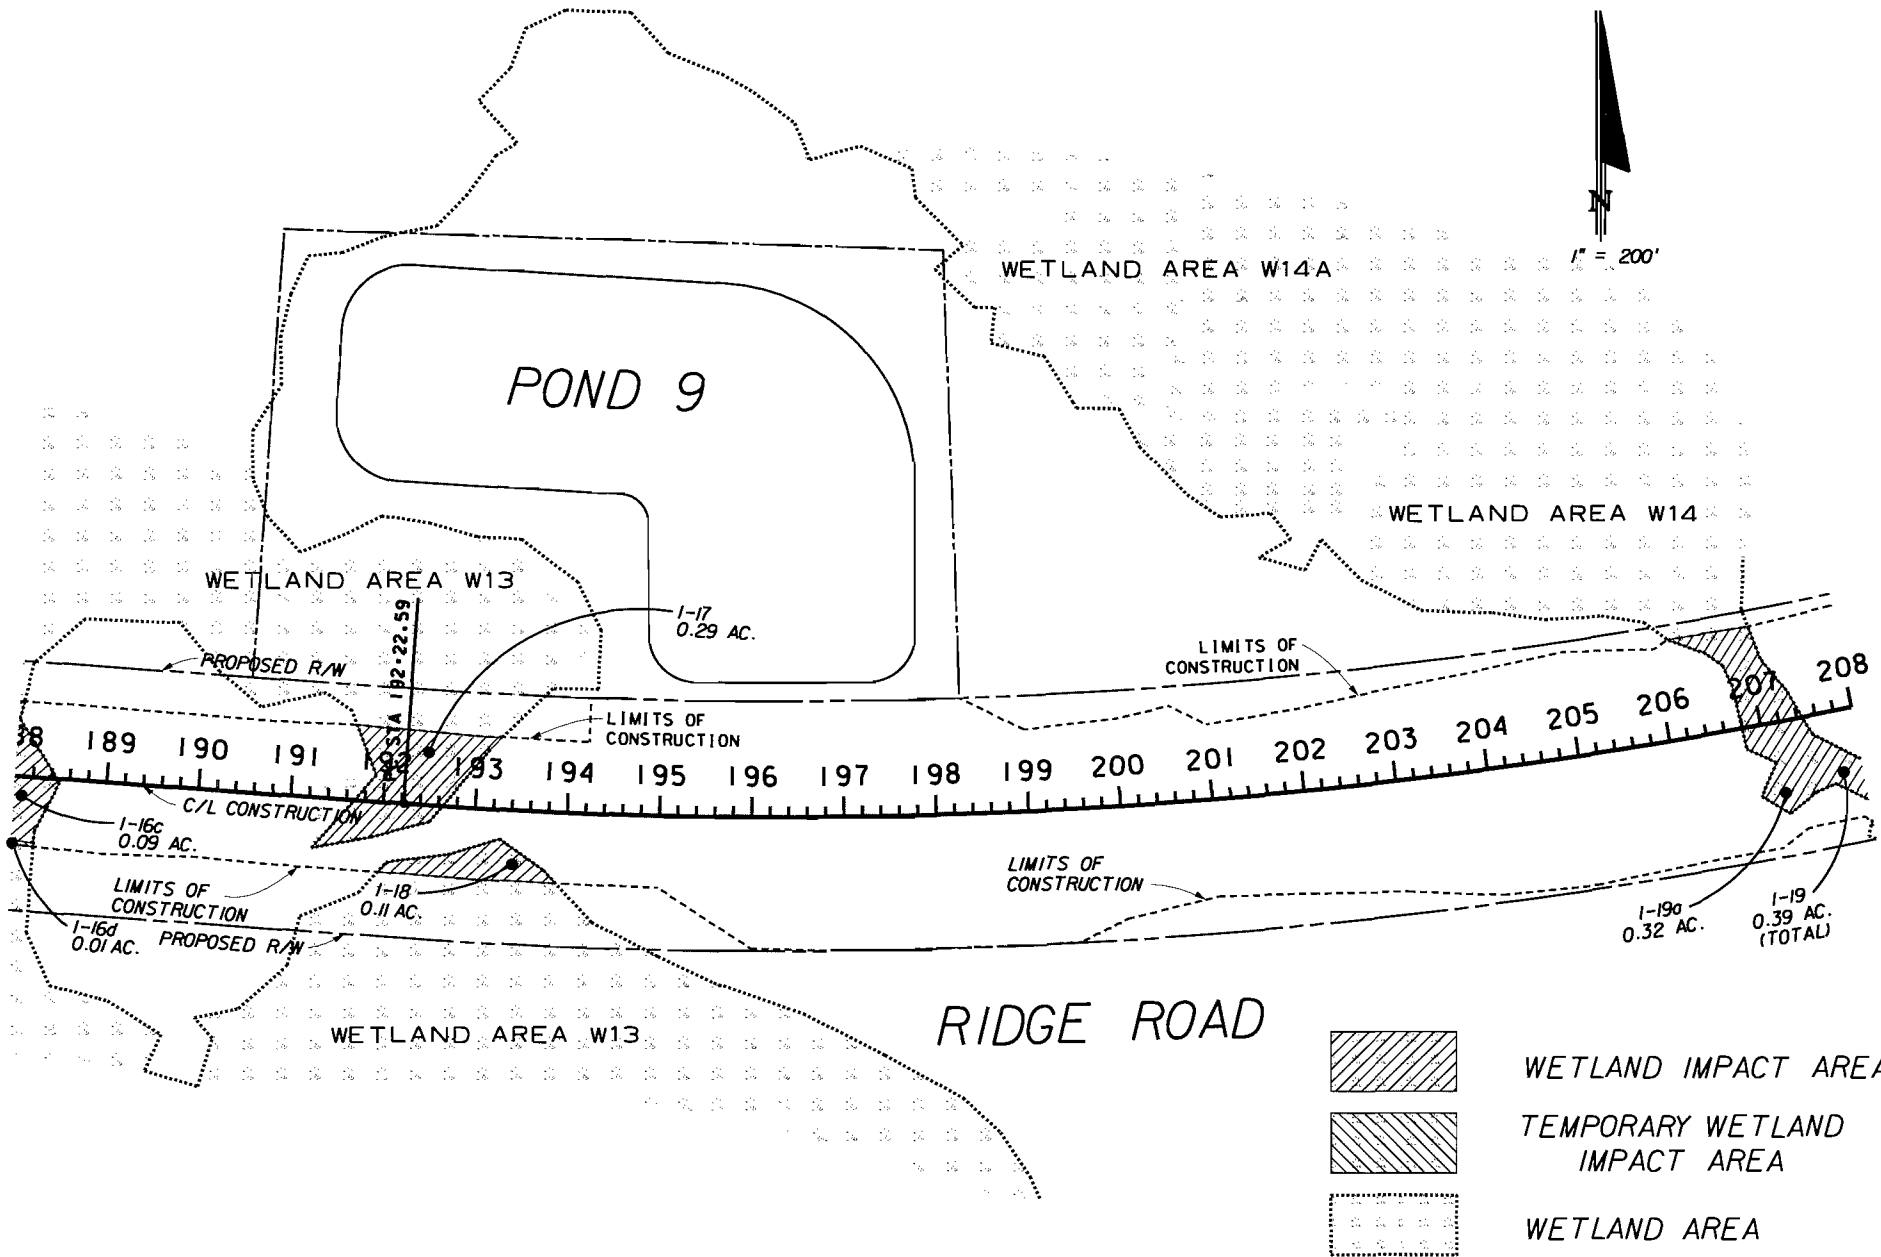 N
1" = 200'
WETLAND AREA W14A
POND 9
WETLAND AREA W14
WETLAND AREA W13
STA 192+22.59
1-17
0.29 AC.
PROPOSED R/W
LIMITS OF
CONSTRUCTION
LIMITS OF
CONSTRUCTION
189 190 191 192 193 194 195 196 197 198 199 200 201 202 203 204 205 206 207 208
C/L CONSTRUCTION
1-16c
0.09 AC.
LIMITS OF
CONSTRUCTION
1-18
0.11 AC.
LIMITS OF
CONSTRUCTION
1-16d
0.01 AC.
PROPOSED R/W
1-19a
0.32 AC.
1-19
0.39 AC.
(TOTAL)
WETLAND AREA W13
RIDGE ROAD
WETLAND IMPACT AREA
TEMPORARY WETLAND
IMPACT AREA
WETLAND AREA